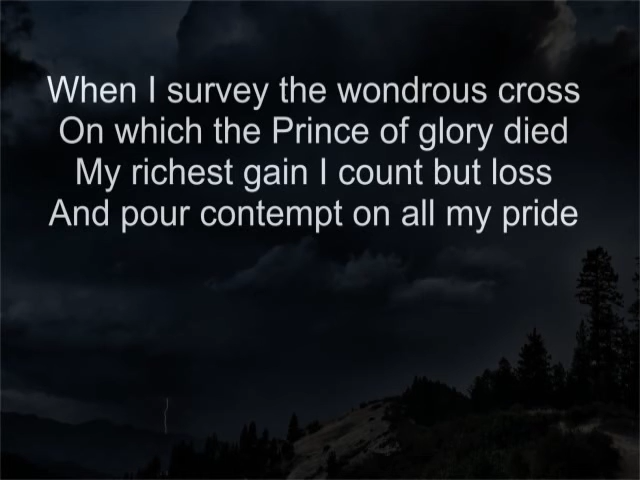 When I survey the wondrous cross
On which the Prince of glory died
My richest gain I count but loss
And pour contempt on all my pride